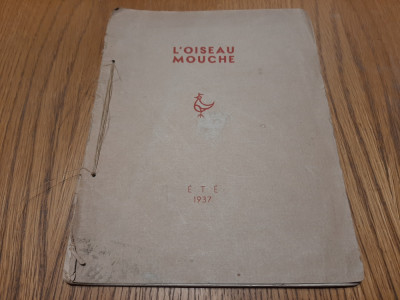 L'OISEAU
MOUCHE
ÉTÉ
1937